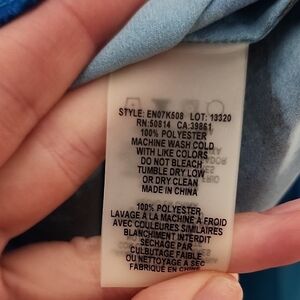 STYLE: EN07K508 LOT: 13320
RN:50814 CA:39861
100% POLYESTER
MACHINE WASH COLD
WITH LIKE COLORS
DO NOT BLEACH
TUMBLE DRY LOW
OR DRY CLEAN
MADE IN CHINA
100% POLYESTER
LAVAGE A LA MACHINE A FROID
AVEC COULEURS SIMILAIRES
BLANCHIMENT INTERDIT
SECHAGE PAR
CULBUTAGE FAIBLE
OU NETTOYAGE A SEC
FABRIQUÉ EN CHINE